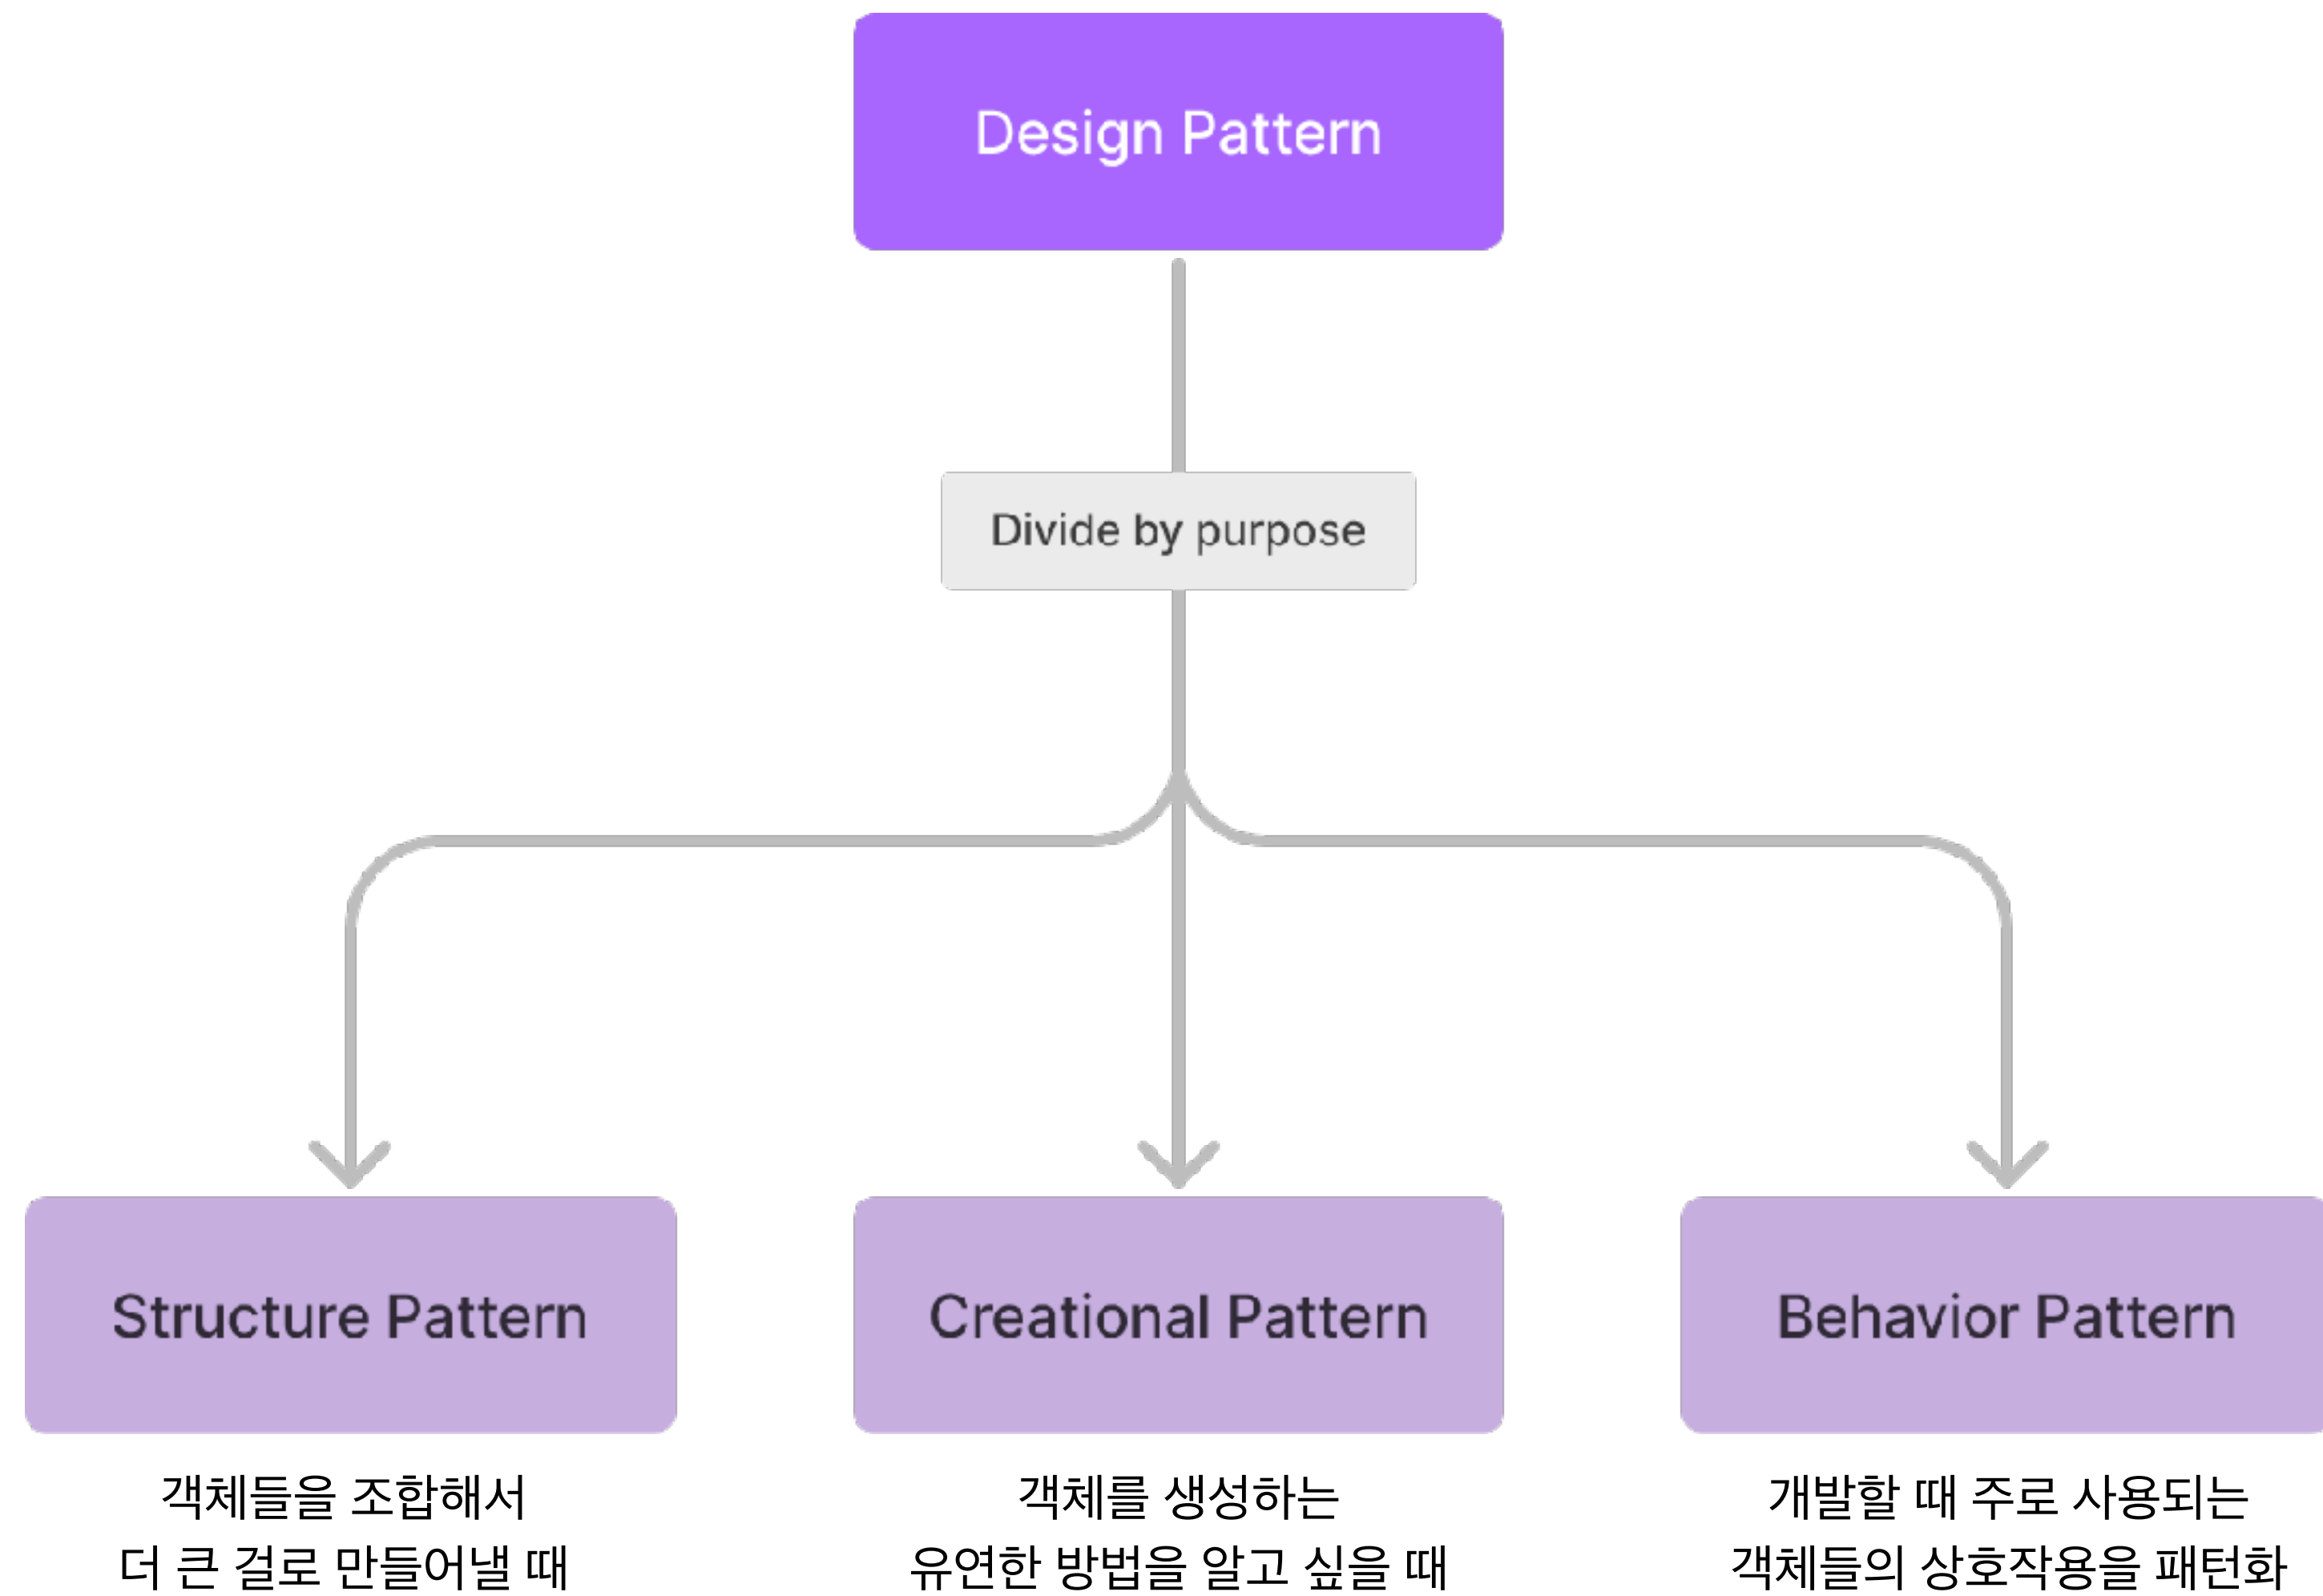 Design Pattern
Divide by purpose
Structure Pattern
Creational Pattern
Behavior Pattern
객체들을 조합해서
더 큰 걸로 만들어낼 때
객체를 생성하는
유연한 방법을 알고 싶을 때
개발할 때 주로 사용되는
객체들의 상호작용을 패턴화